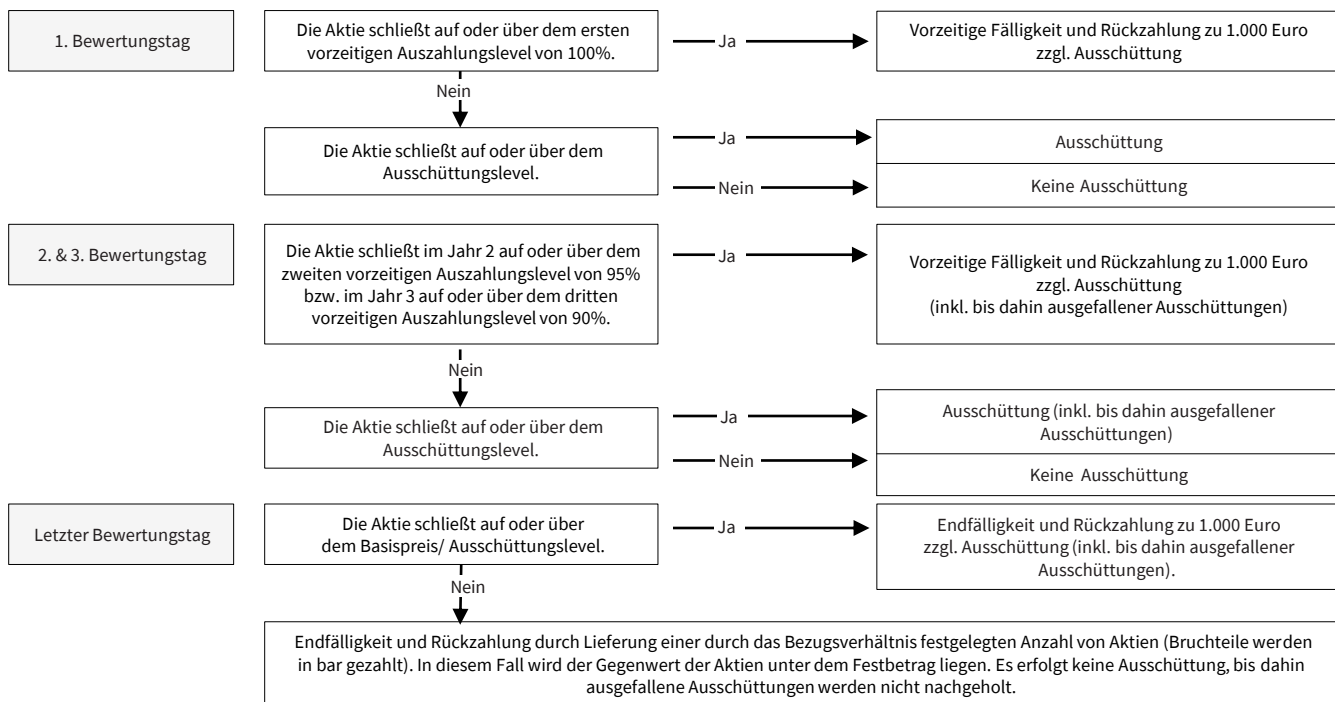 1. Bewertungstag
Die Aktie schließt auf oder über dem ersten
vorzeitigen Auszahlungslevel von 100%.
Ja
Vorzeitige Fälligkeit und Rückzahlung zu 1.000 Euro
zzgl. Ausschüttung
Nein
Die Aktie schließt auf oder über dem
Ausschüttungslevel.
Ja
Ausschüttung
Nein
Keine Ausschüttung
2. & 3. Bewertungstag
Die Aktie schließt im Jahr 2 auf oder über dem
zweiten vorzeitigen Auszahlungslevel von 95%
bzw. im Jahr 3 auf oder über dem dritten
vorzeitigen Auszahlungslevel von 90%.
Ja
Vorzeitige Fälligkeit und Rückzahlung zu 1.000 Euro
zzgl. Ausschüttung
(inkl. bis dahin ausgefallener Ausschüttungen)
Nein
Die Aktie schließt auf oder über dem
Ausschüttungslevel.
Ja
Ausschüttung (inkl. bis dahin ausgefallener
Ausschüttungen)
Nein
Keine Ausschüttung
Letzter Bewertungstag
Die Aktie schließt auf oder über
dem Basispreis/ Ausschüttungslevel.
Ja
Endfälligkeit und Rückzahlung zu 1.000 Euro
zzgl. Ausschüttung (inkl. bis dahin ausgefallener
Ausschüttungen).
Nein
Endfälligkeit und Rückzahlung durch Lieferung einer durch das Bezugsverhältnis festgelegten Anzahl von Aktien (Bruchteile werden
in bar gezahlt). In diesem Fall wird der Gegenwert der Aktien unter dem Festbetrag liegen. Es erfolgt keine Ausschüttung, bis dahin
ausgefallene Ausschüttungen werden nicht nachgeholt.